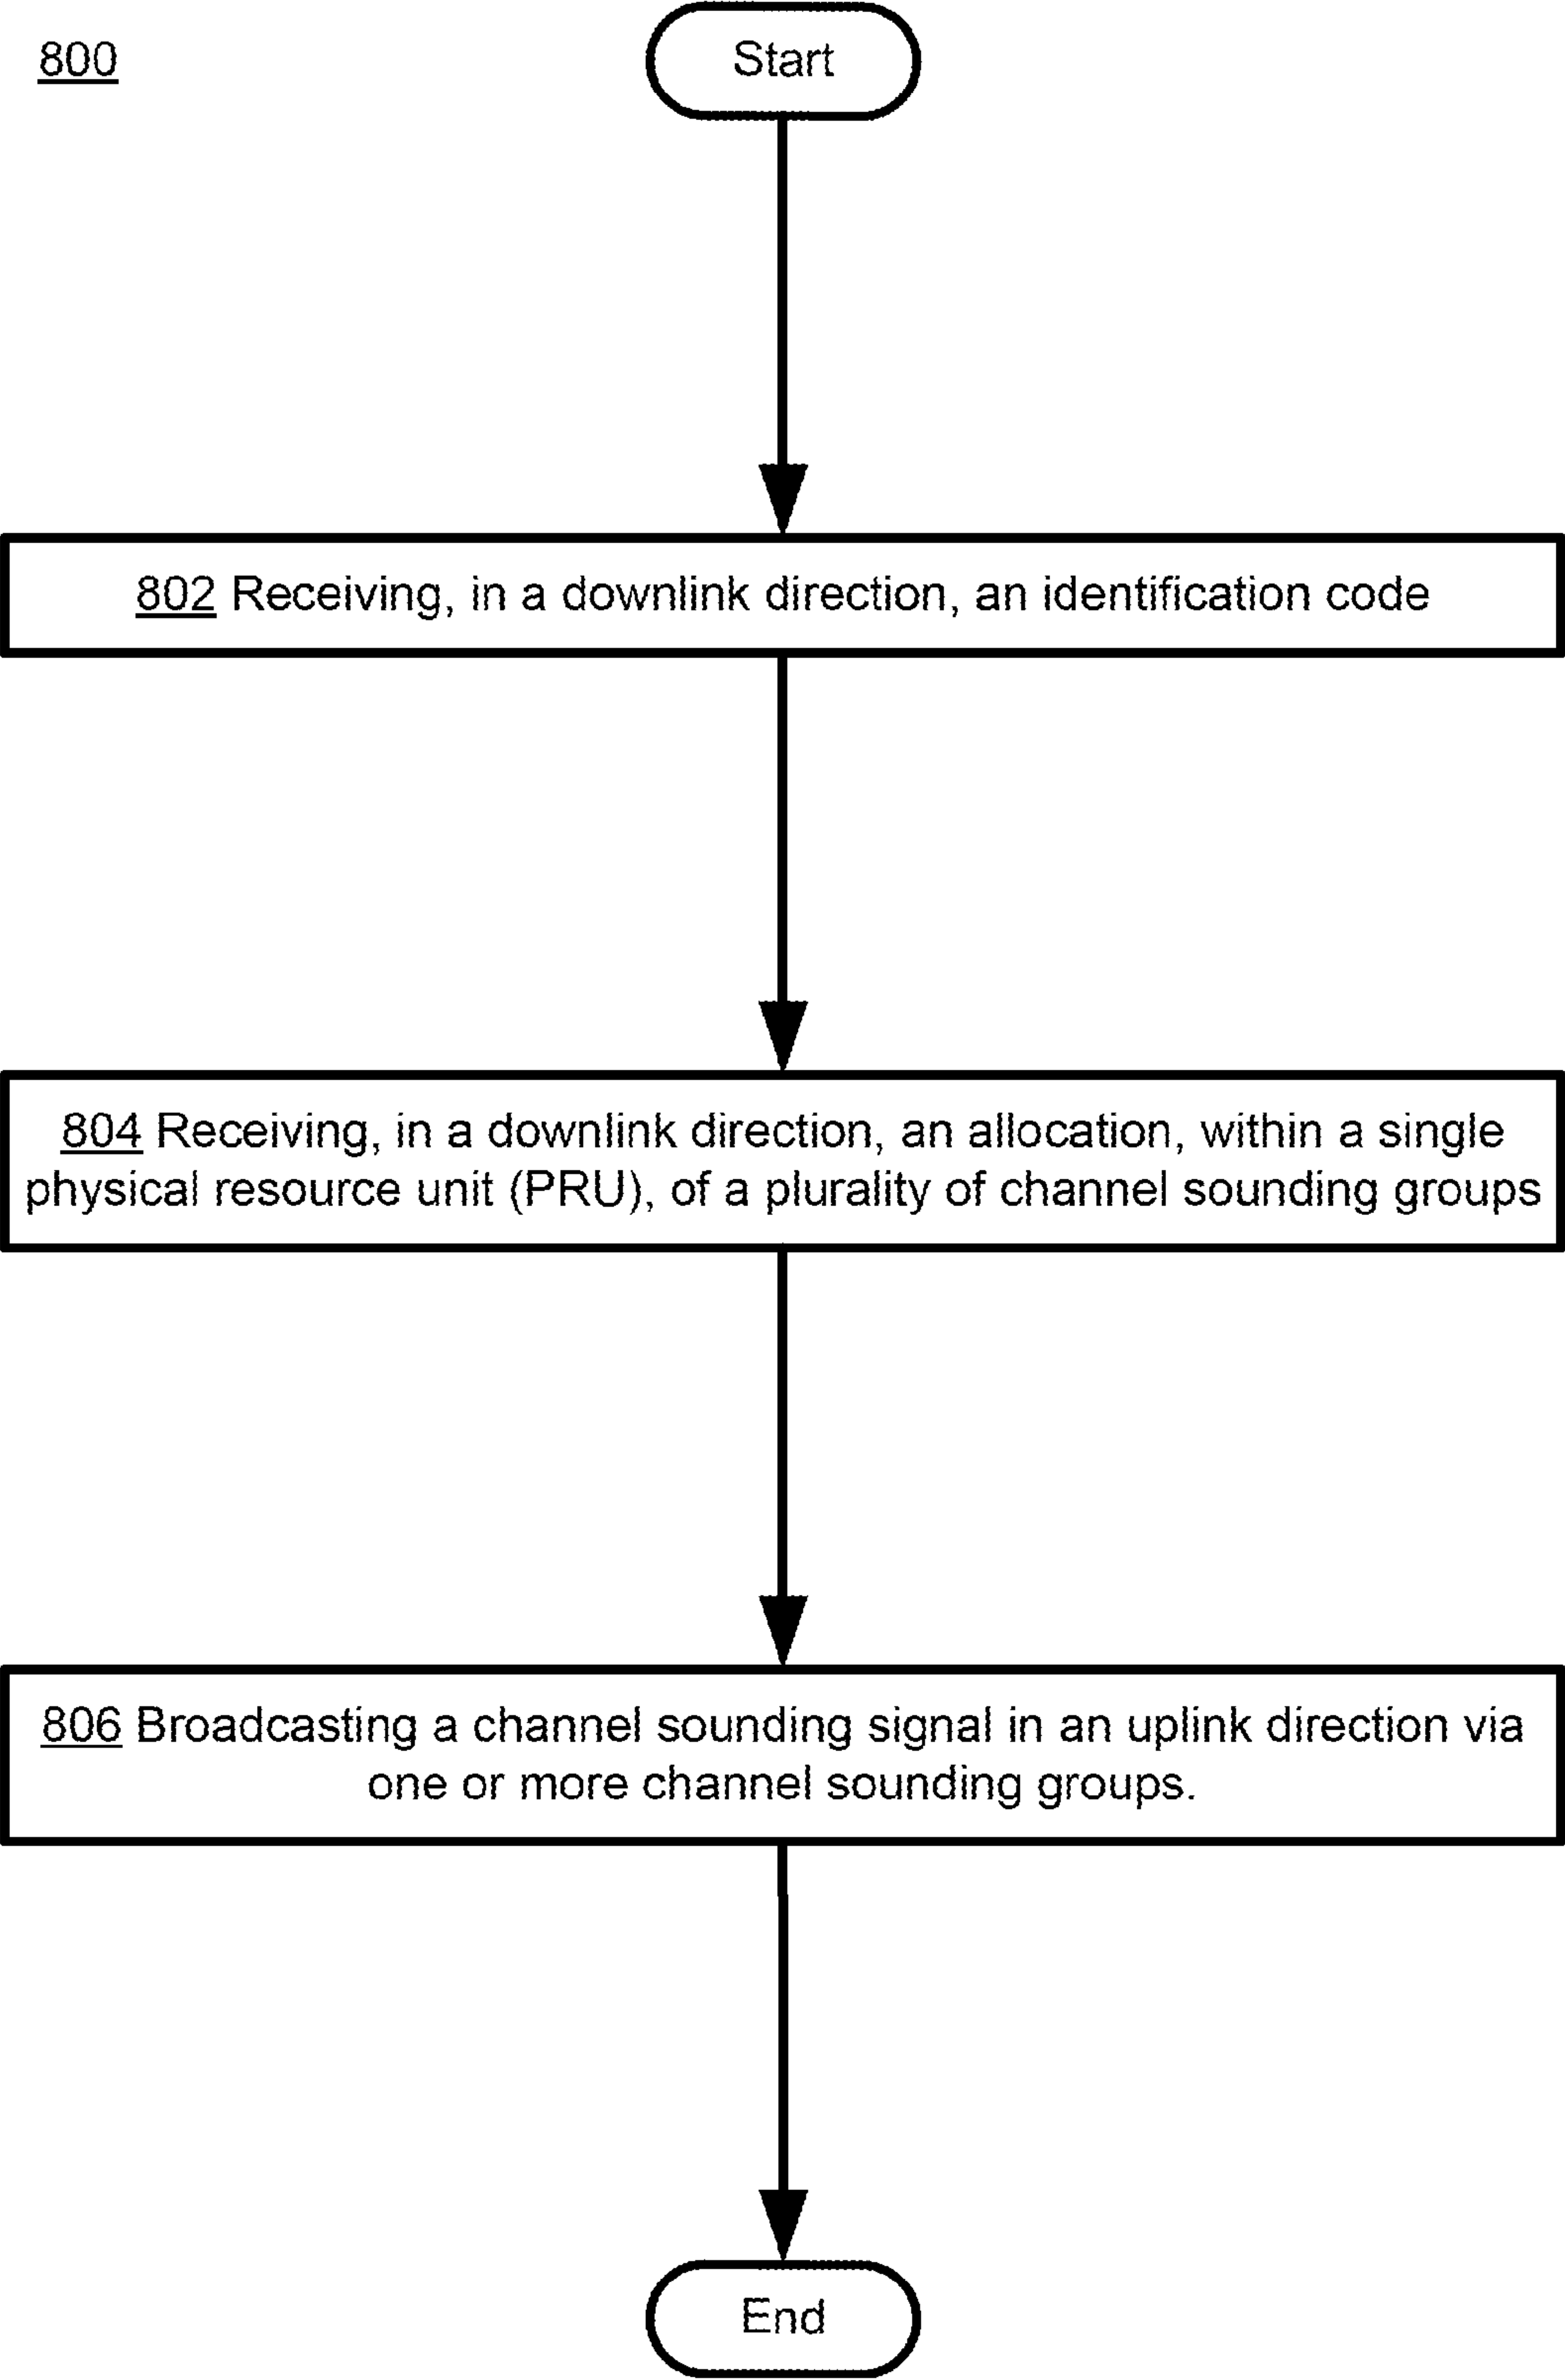 800
Start
802 Receiving, in a downlink direction, an identification code
804 Receiving, in a downlink direction, an allocation, within a single
physical resource unit (PRU), of a plurality of channel sounding groups
806 Broadcasting a channel sounding signal in an uplink direction via
one or more channel sounding groups.
End